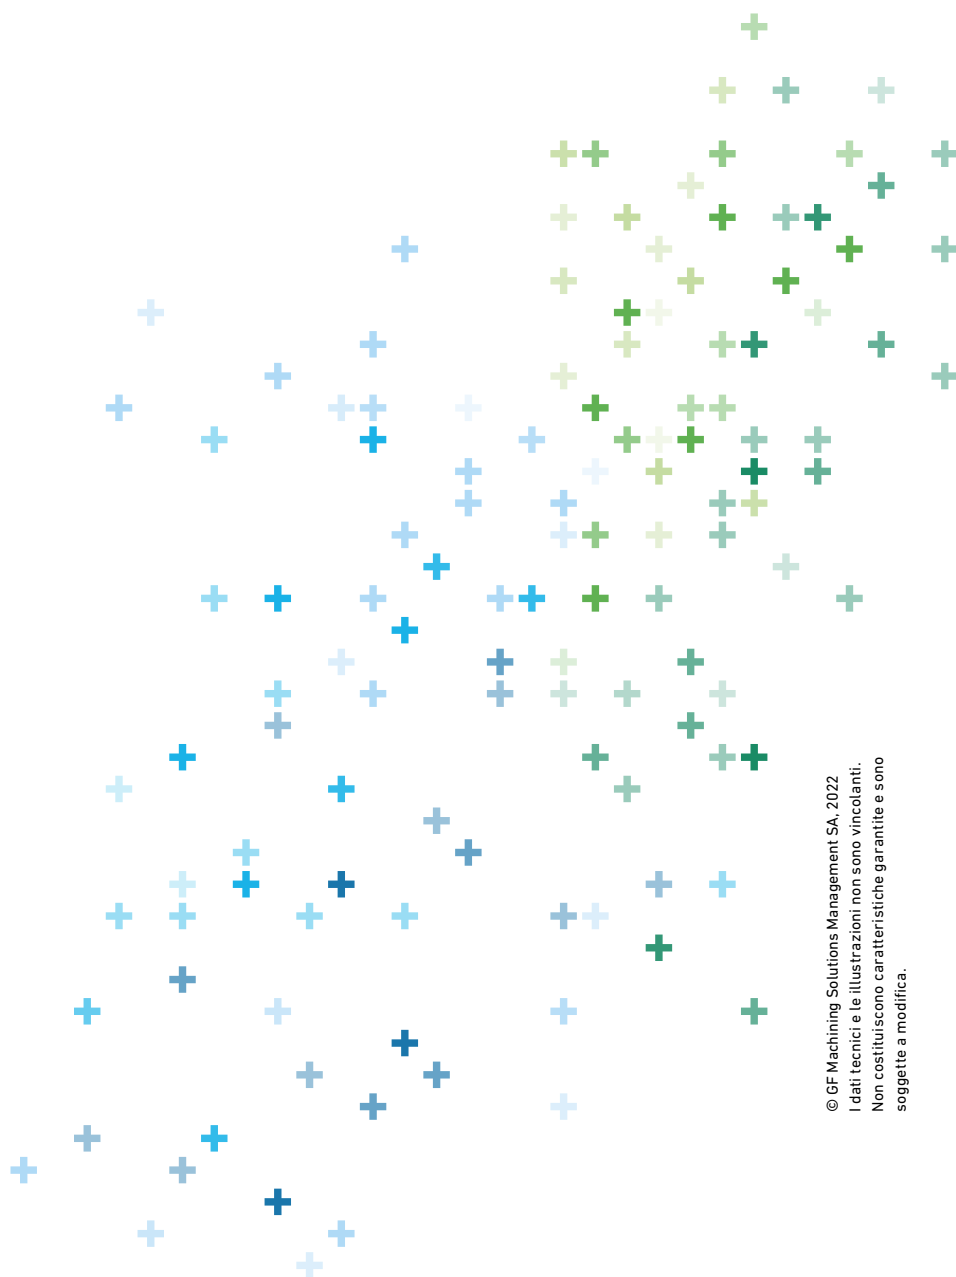 © GF Machining Solutions Management SA, 2022
I dati tecnici e le illustrazioni non sono vincolanti.
Non costituiscono caratteristiche garantite e sono
soggette a modifica.